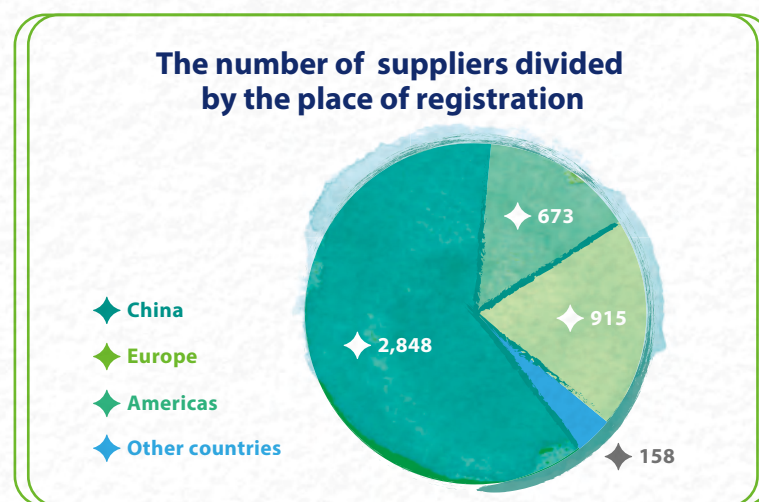 The number of suppliers divided
by the place of registration
673
915
2,848
158
China
Europe
Americas
Other countries